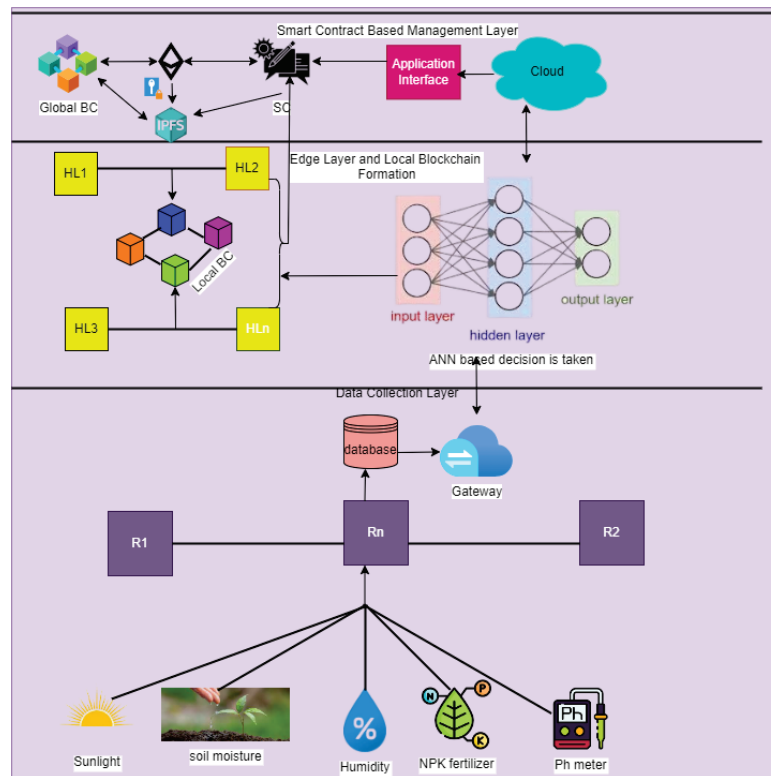 Smart Contract Based Management Layer
Global BC
IPFS
SC
Application
Interface
Cloud
Edge Layer and Local Blockchain
Formation
HL1
HL2
Local BC
HL3
HLn
input layer
hidden layer
output layer
ANN based decision is taken
Data Collection Layer
database
Gateway
R1
Rn
R2
Sunlight
soil moisture
%
Humidity
N
P
K
NPK fertilizer
Ph
Ph meter